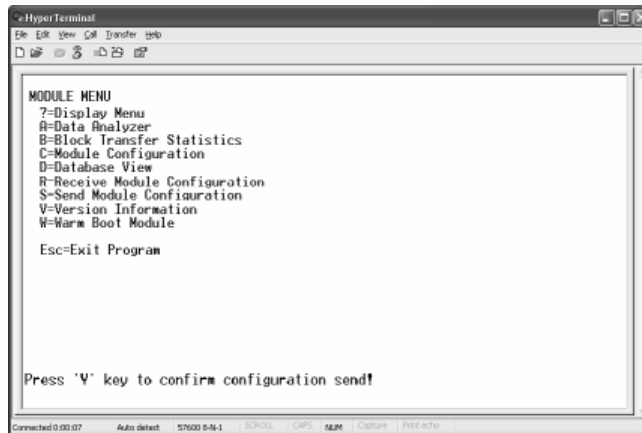 HyperTerminal
File Edit View Call Transfer Help
MODULE MENU
?=Display Menu
A=Data Analyzer
B=Block Transfer Statistics
C=Module Configuration
D=Database View
R=Receive Module Configuration
S=Send Module Configuration
V=Version Information
W=Warm Boot Module
Esc=Exit Program
Press 'Y' key to confirm configuration send!
Connected 0:00:07 Auto detect 57600 8-N-1 SCROLL CAPS NUM Capture Print echo